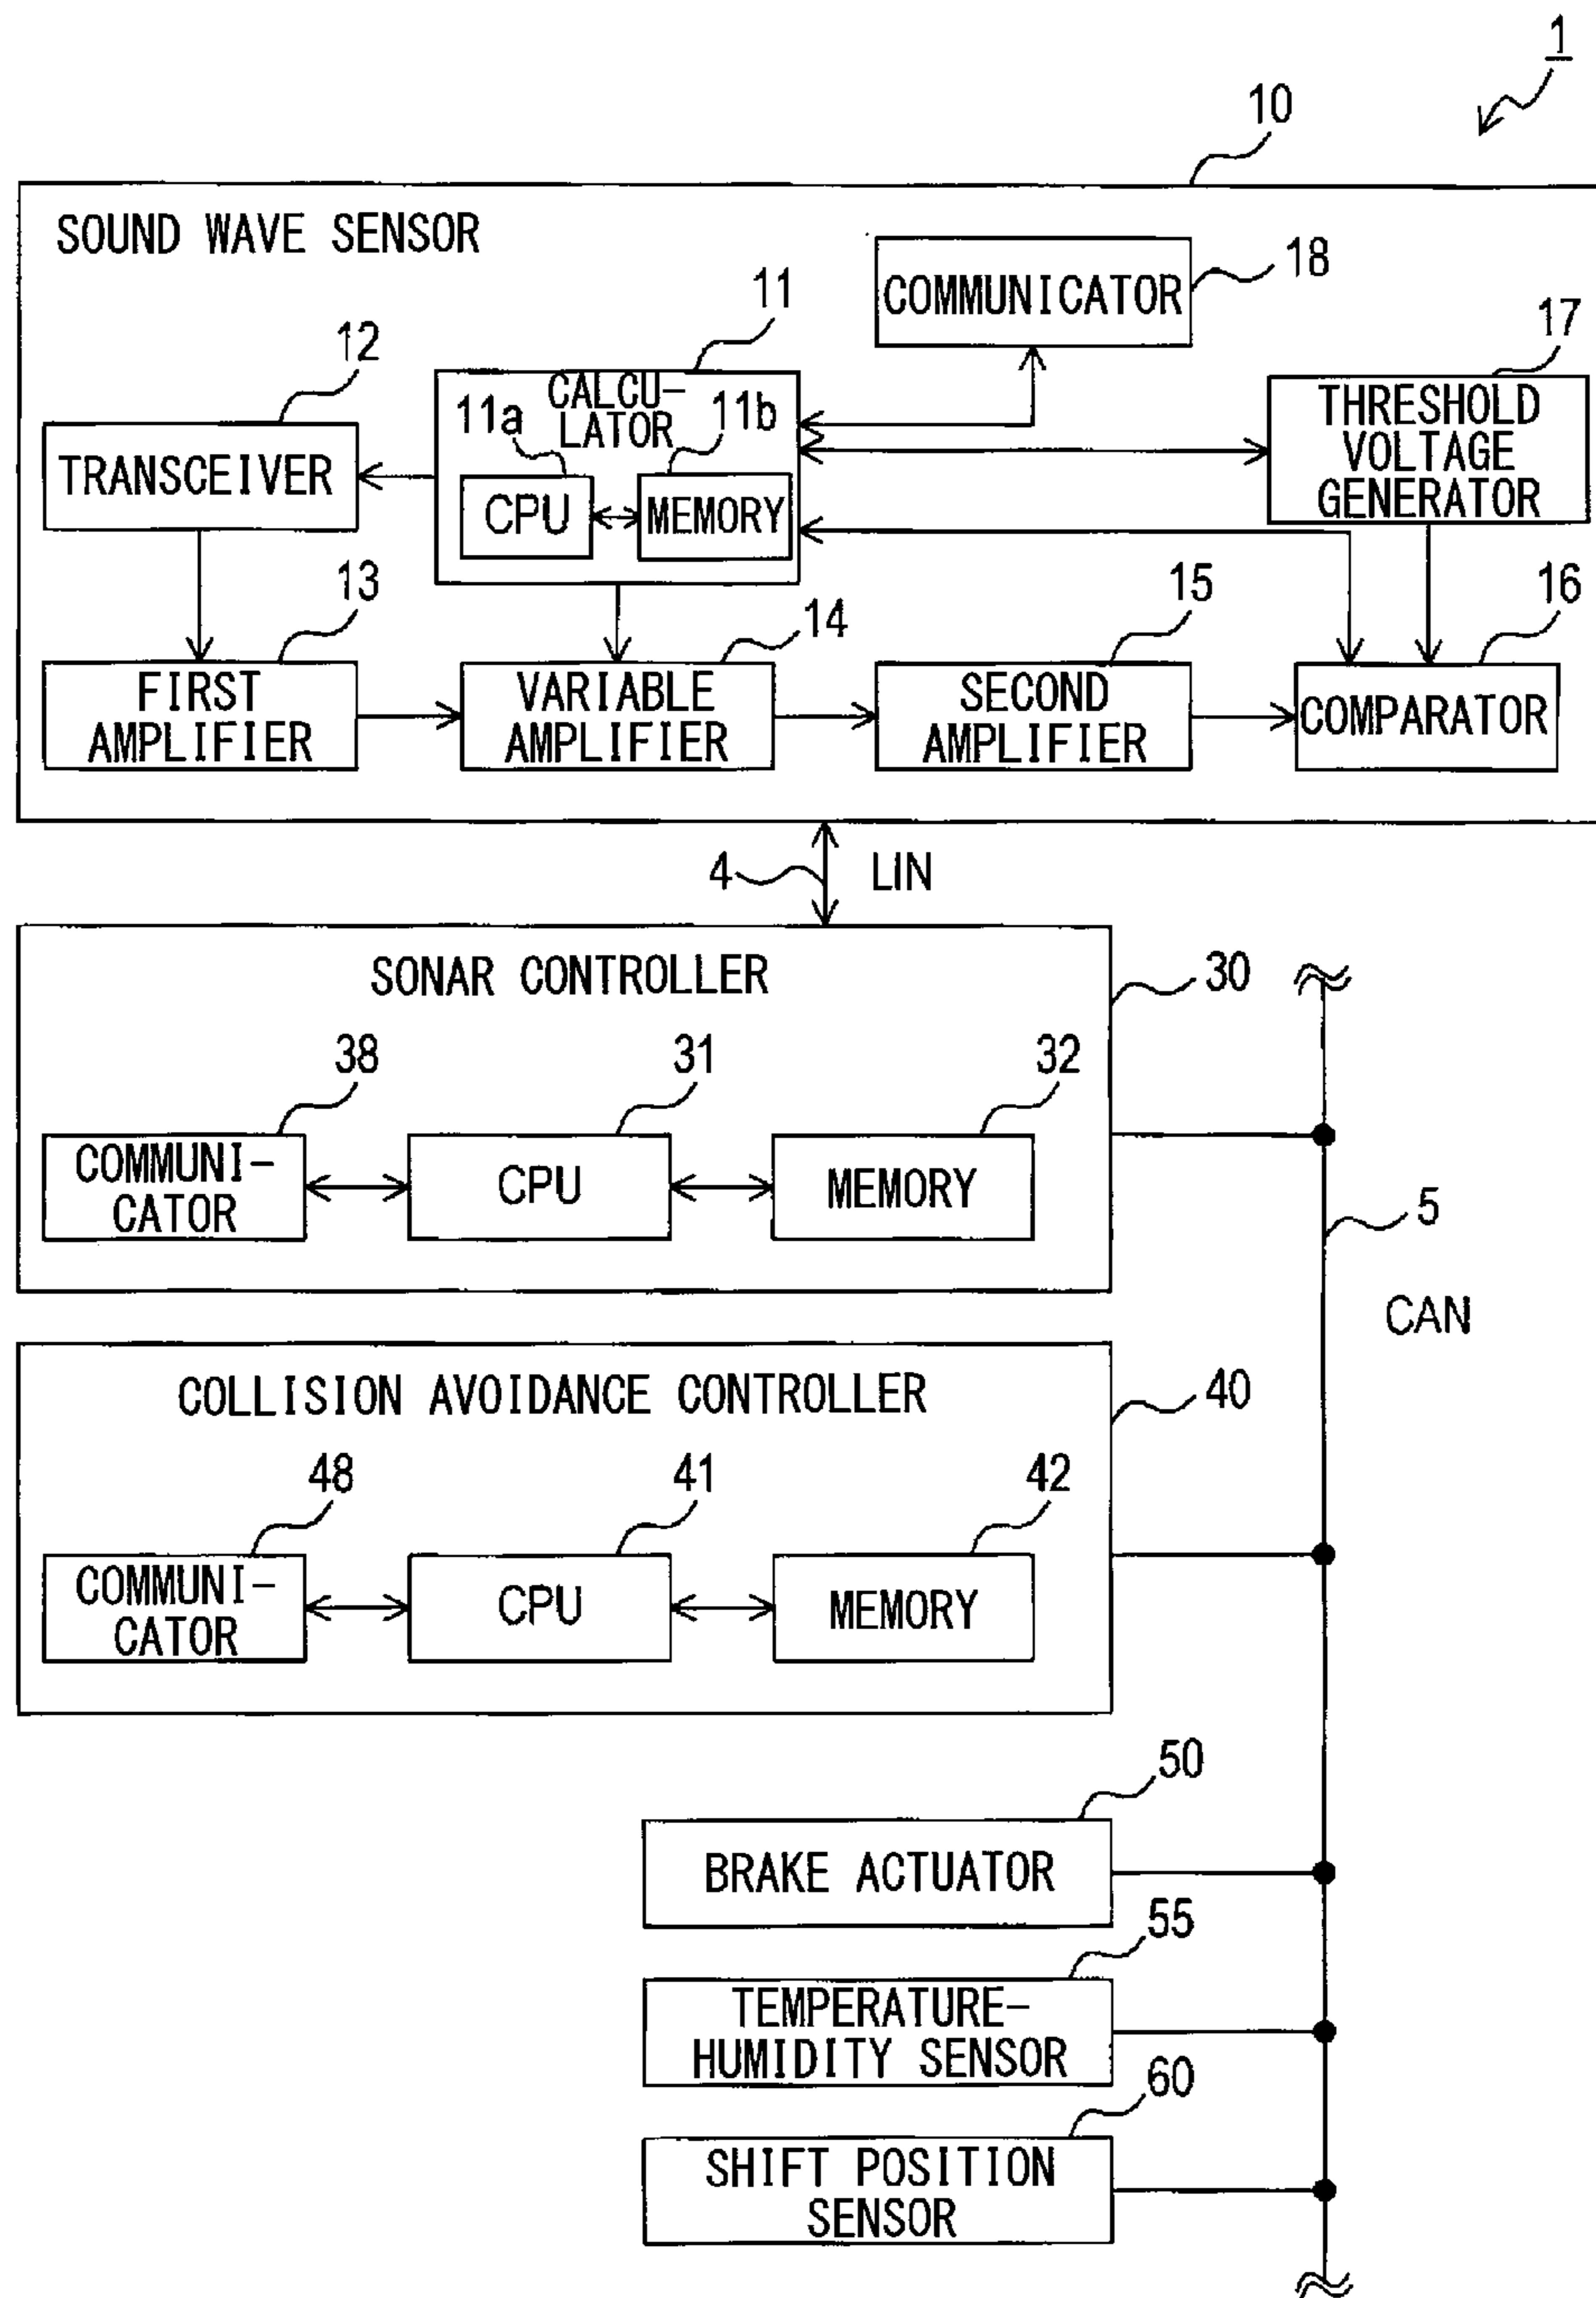 1
10
SOUND WAVE SENSOR
COMMUNICATOR
18
11
17
12
CALCU-
LATOR
11a
11b
THRESHOLD
VOLTAGE
GENERATOR
TRANSCEIVER
CPU
MEMORY
13
14
15
16
FIRST
AMPLIFIER
VARIABLE
AMPLIFIER
SECOND
AMPLIFIER
COMPARATOR
4
LIN
SONAR CONTROLLER
30
38
31
32
COMMUNI-
CATOR
CPU
MEMORY
5
CAN
COLLISION AVOIDANCE CONTROLLER
40
48
41
42
COMMUNI-
CATOR
CPU
MEMORY
50
BRAKE ACTUATOR
55
TEMPERATURE-
HUMIDITY SENSOR
60
SHIFT POSITION
SENSOR